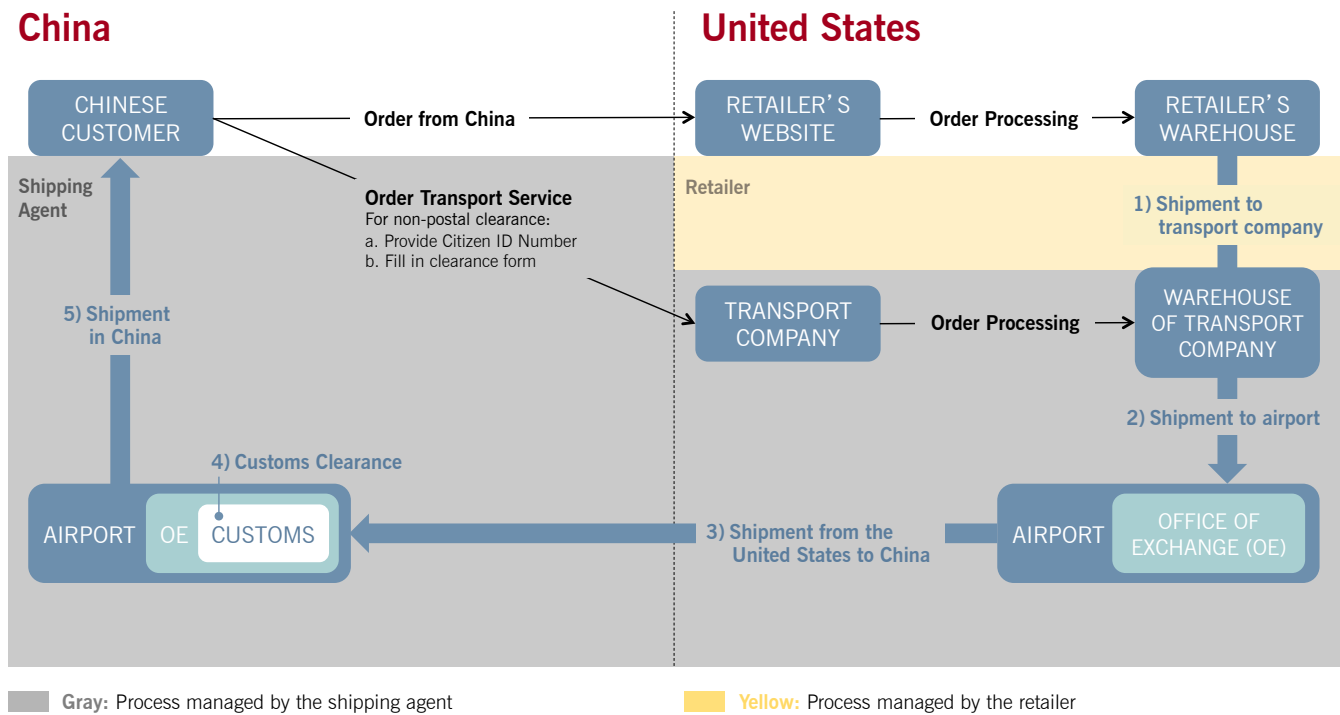 China
United States
CHINESE
CUSTOMER
Order from China
RETAILER’S
WEBSITE
Order Processing
RETAILER’S
WAREHOUSE
Shipping
Agent
Order Transport Service
For non-postal clearance:
a. Provide Citizen ID Number
b. Fill in clearance form
Retailer
1) Shipment to
transport company
5) Shipment
in China
TRANSPORT
COMPANY
Order Processing
WAREHOUSE
OF TRANSPORT
COMPANY
2) Shipment to airport
4) Customs Clearance
AIRPORT
OE
CUSTOMS
3) Shipment from the
United States to China
AIRPORT
OFFICE OF
EXCHANGE (OE)
Gray: Process managed by the shipping agent
Yellow: Process managed by the retailer